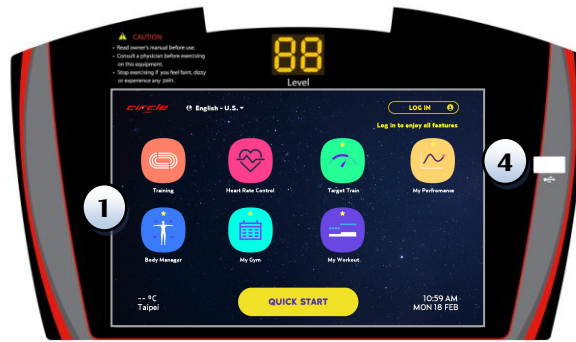 CAUTION
- Read owner's manual before use.
- Consult a physician before exercising
on this equipment.
- Stop exercising if you feel faint, dizzy
or experience any pain.
88
Level
circle
English - U.S.
LOG IN
Log in to enjoy all features
Training
Heart Rate Control
Target Train
My Perfromance
4
1
Body Manager
My Gym
My Workout
-- ºC
Taipei
QUICK START
10:59 AM
MON 18 FEB